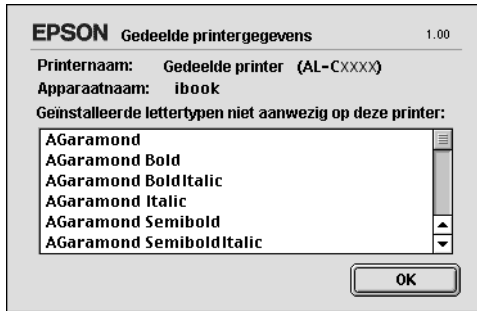 EPSON Gedeelde printergegevens 1.00
Printernaam: Gedeelde printer (AL-CXXXX)
Apparaatnaam: ibook
Geïnstalleerde lettertypen niet aanwezig op deze printer:
AGaramond
AGaramond Bold
AGaramond BoldItalic
AGaramond Italic
AGaramond Semibold
AGaramond SemiboldItalic
OK